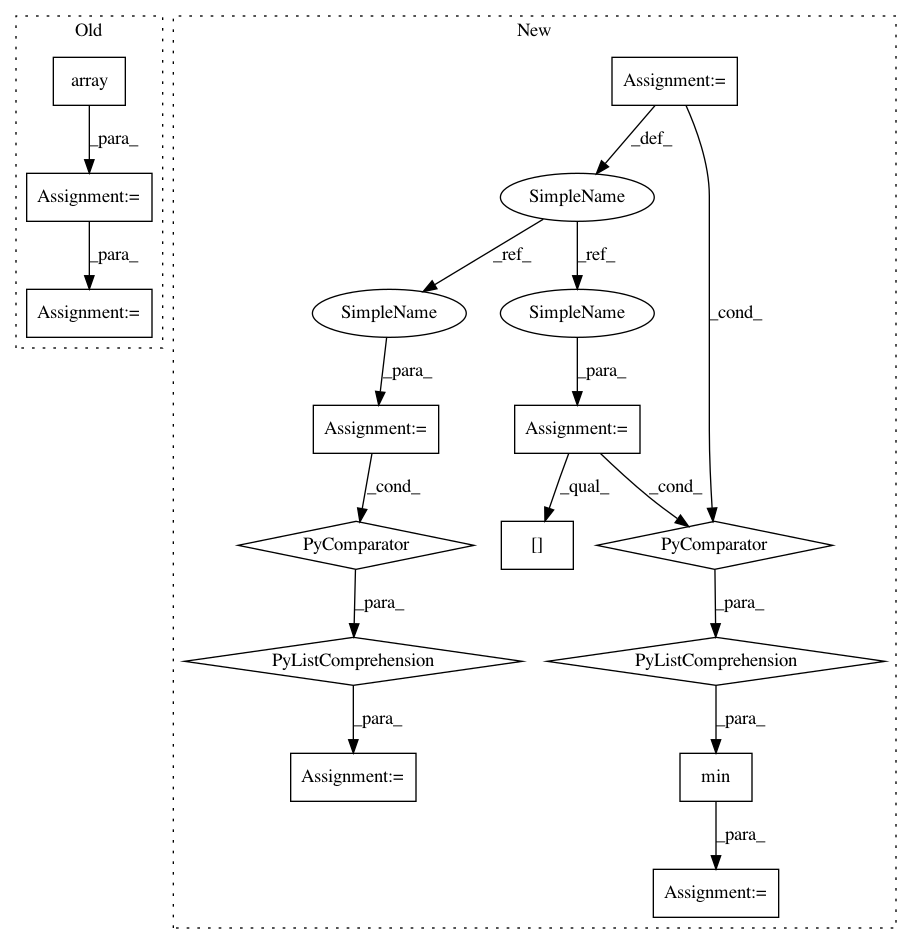 Old
New
array
Assignment:=
_para_
_def_
Assignment:=
SimpleName
_para_
_ref_
_ref_
Assignment:=
SimpleName
SimpleName
_cond_
_para_
_para_
Assignment:=
Assignment:=
_cond_
_qual_
_cond_
PyComparator
[]
PyComparator
_para_
_para_
PyListComprehension
PyListComprehension
_para_
_para_
Assignment:=
min
_para_
Assignment:=